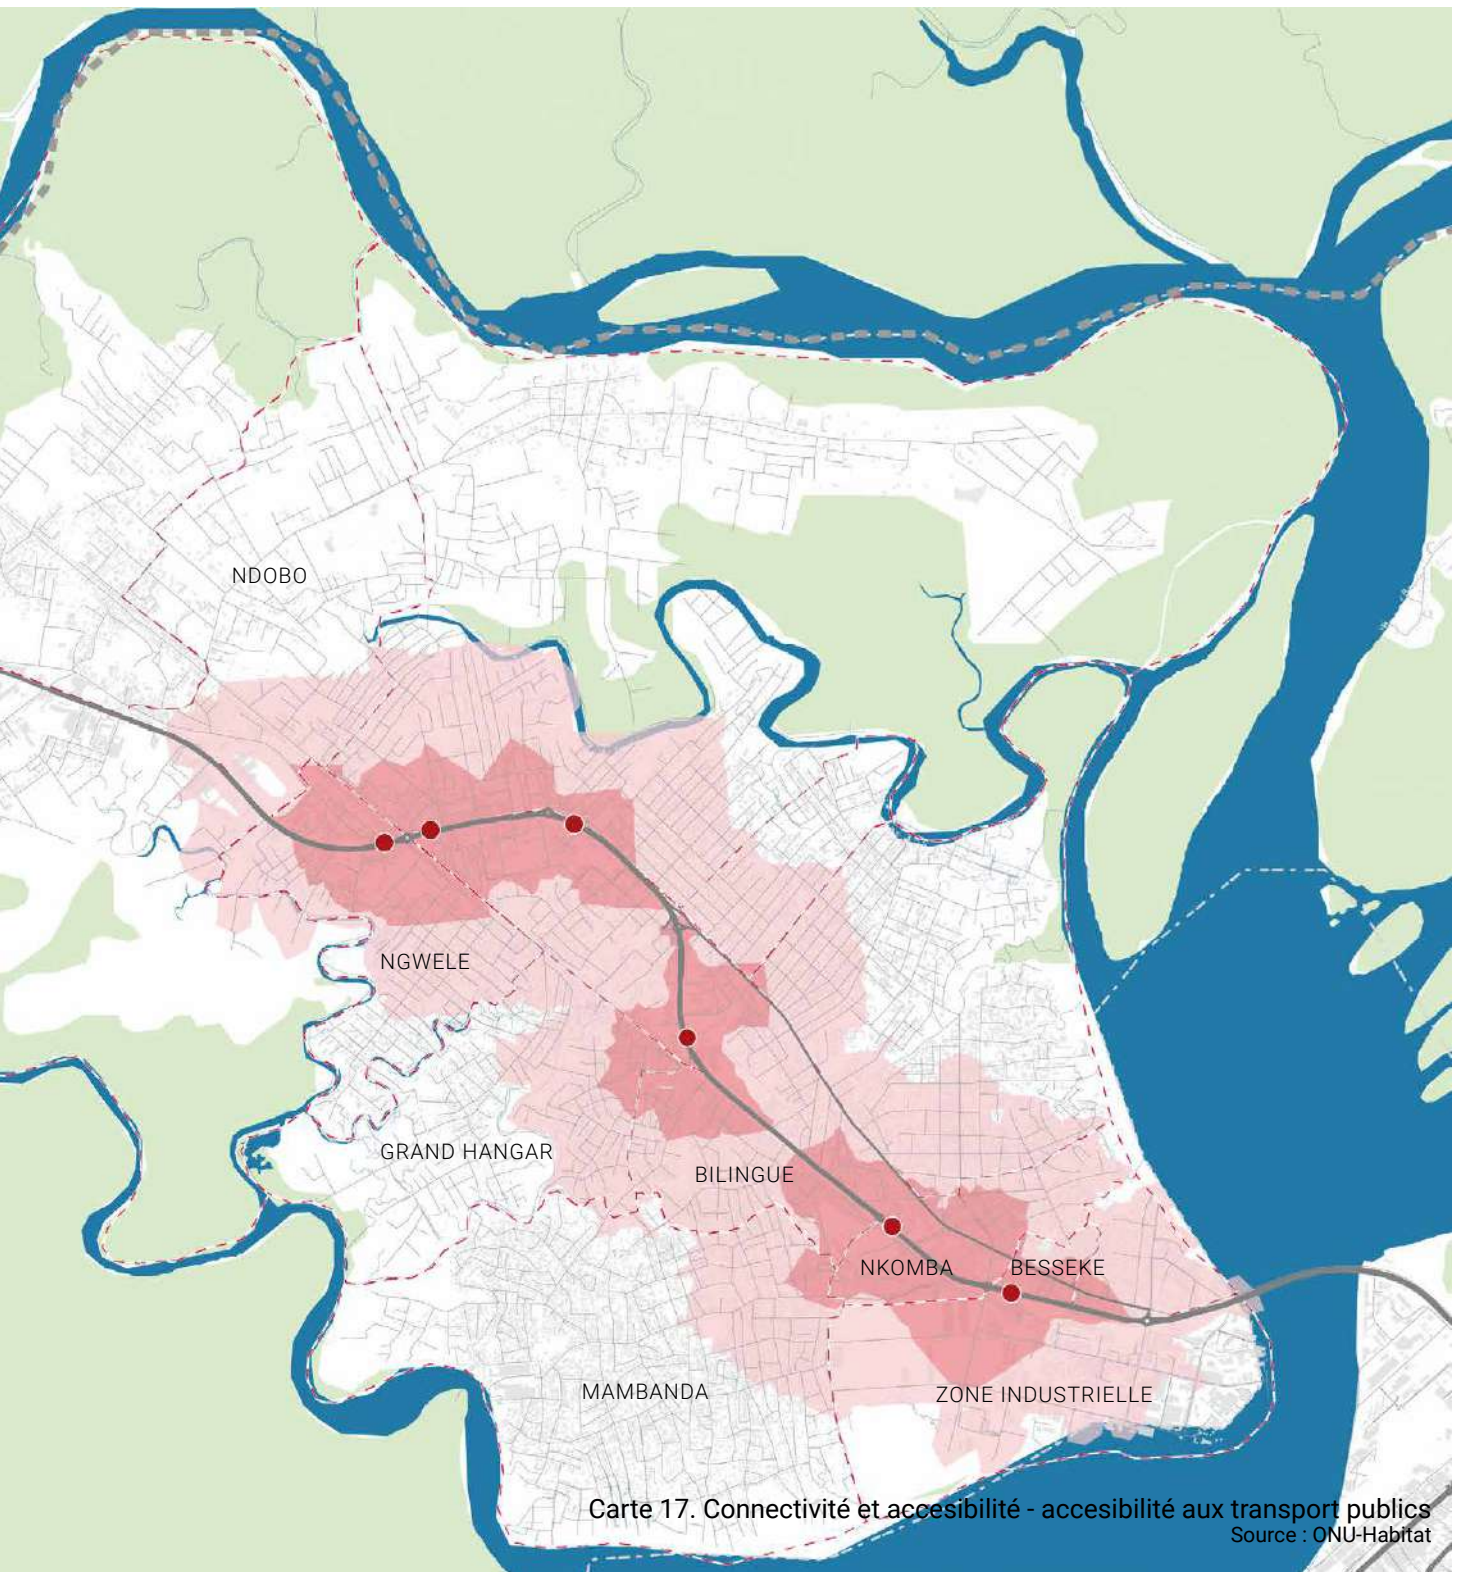 NDOBO
NGWELE
GRAND HANGAR
BILINGUE
NKOMBA
BESSEKE
MAMBANDA
ZONE INDUSTRIELLE
Carte 17. Connectivité et accesibilité - accesibilité aux transport publics
Source : ONU-Habitat